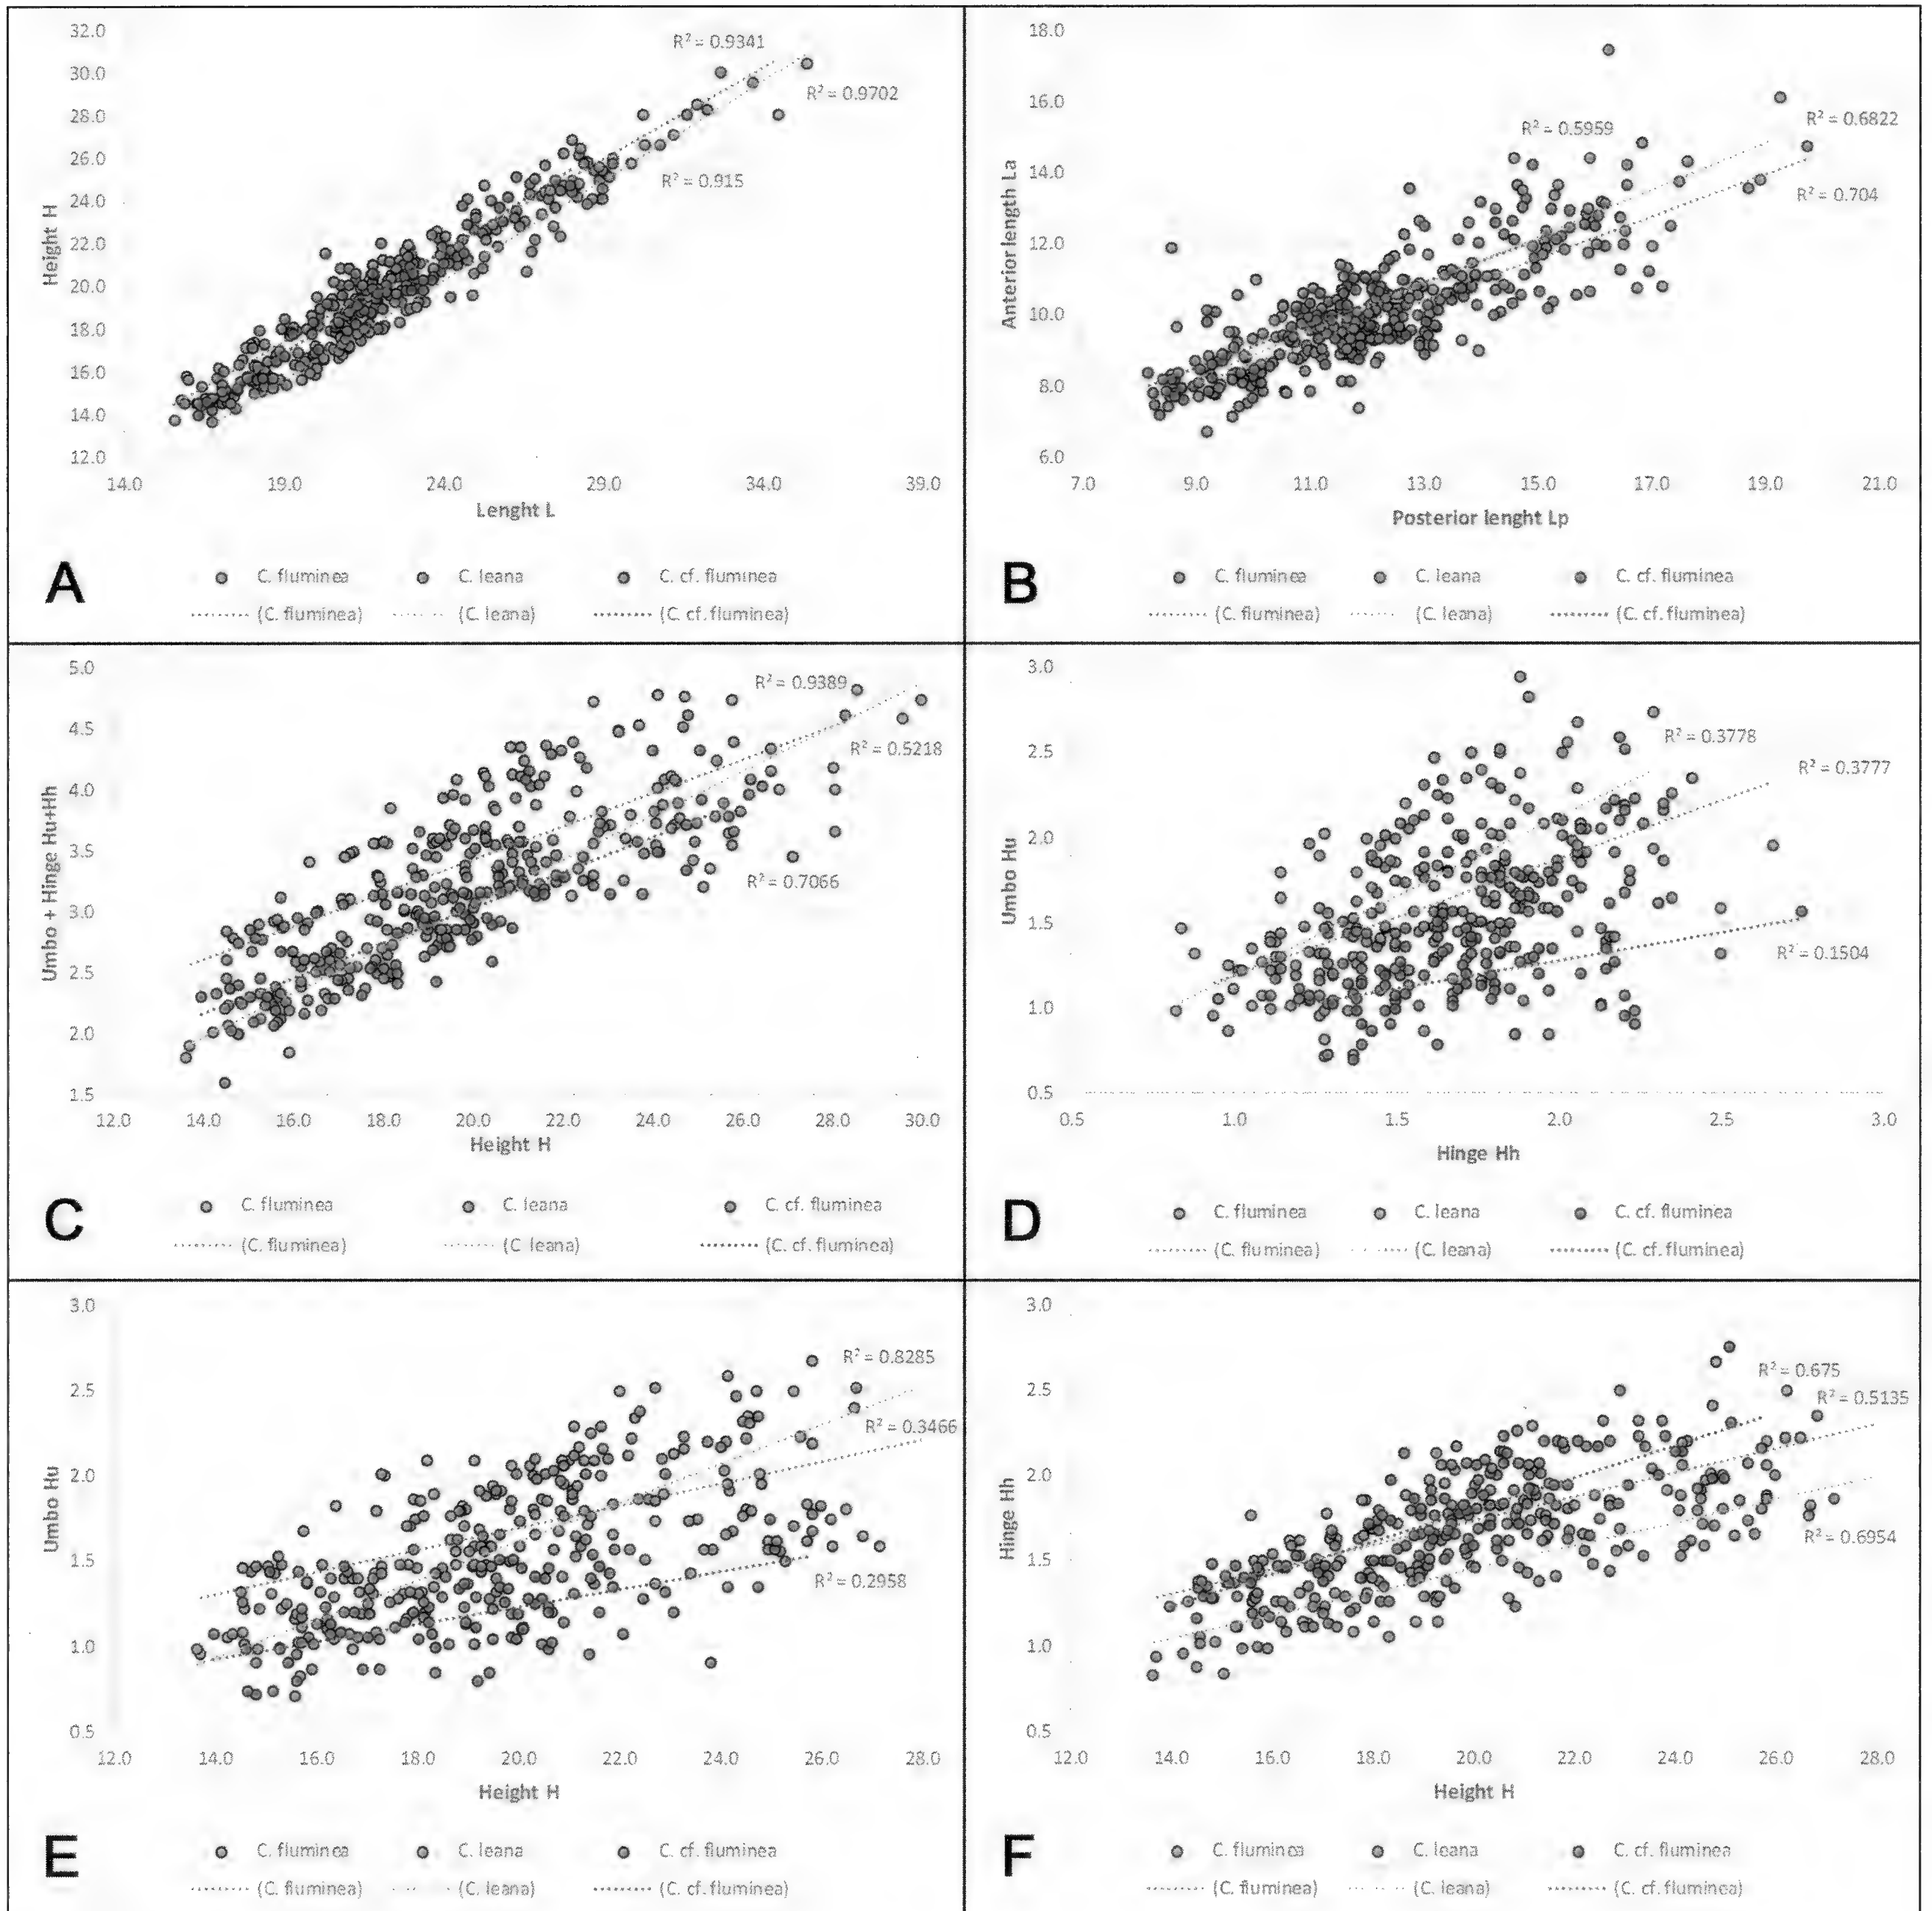 32.0
30.0
28.0
26.0
24.0
22.0
20.0
18.0
16.0
14.0
12.0
Height H
R² = 0.9341
R² = 0.9702
R² = 0.915
14.0 19.0 24.0 29.0 34.0 39.0
Lenght L
A
C. fluminea C. leana C. cf. fluminea
(C. fluminea) (C. leana) (C. cf. fluminea)
18.0
16.0
14.0
12.0
10.0
8.0
6.0
Anterior length La
R² = 0.5959
R² = 0.6822
R² = 0.704
7.0 9.0 11.0 13.0 15.0 17.0 19.0 21.0
Posterior lenght Lp
B
C. fluminea C. leana C. cf. fluminea
(C. fluminea) (C. leana) (C. cf. fluminea)
5.0
4.5
4.0
3.5
3.0
2.5
2.0
1.5
Umbo + Hinge Hu+Hh
R² = 0.9389
R² = 0.5218
R² = 0.7066
12.0 14.0 16.0 18.0 20.0 22.0 24.0 26.0 28.0 30.0
Height H
C
C. fluminea C. leana C. cf. fluminea
(C. fluminea) (C leana) (C. cf. fluminea)
3.0
2.5
2.0
1.5
1.0
0.5
Umbo Hu
R² = 0.3778
R² = 0.3777
R² = 0.1504
0.5 1.0 1.5 2.0 2.5 3.0
Hinge Hh
D
C. fluminea C. leana C. cf. fluminea
(C. fluminea) (C. leana) (C. cf. fluminea)
3.0
2.5
2.0
1.5
1.0
0.5
Umbo Hu
R² = 0.8285
R² = 0.3466
R² = 0.2958
12.0 14.0 16.0 18.0 20.0 22.0 24.0 26.0 28.0
Height H
E
C. fluminea C. leana C. cf. fluminea
(C. fluminea) (C. leana) (C. cf. fluminea)
3.0
2.5
2.0
1.5
1.0
0.5
Hinge Hh
R² = 0.675
R² = 0.5135
R² = 0.6954
12.0 14.0 16.0 18.0 20.0 22.0 24.0 26.0 28.0
Height H
F
C. fluminea C. leana C. cf. fluminea
(C. fluminea) (C. leana) (C. cf. fluminea)